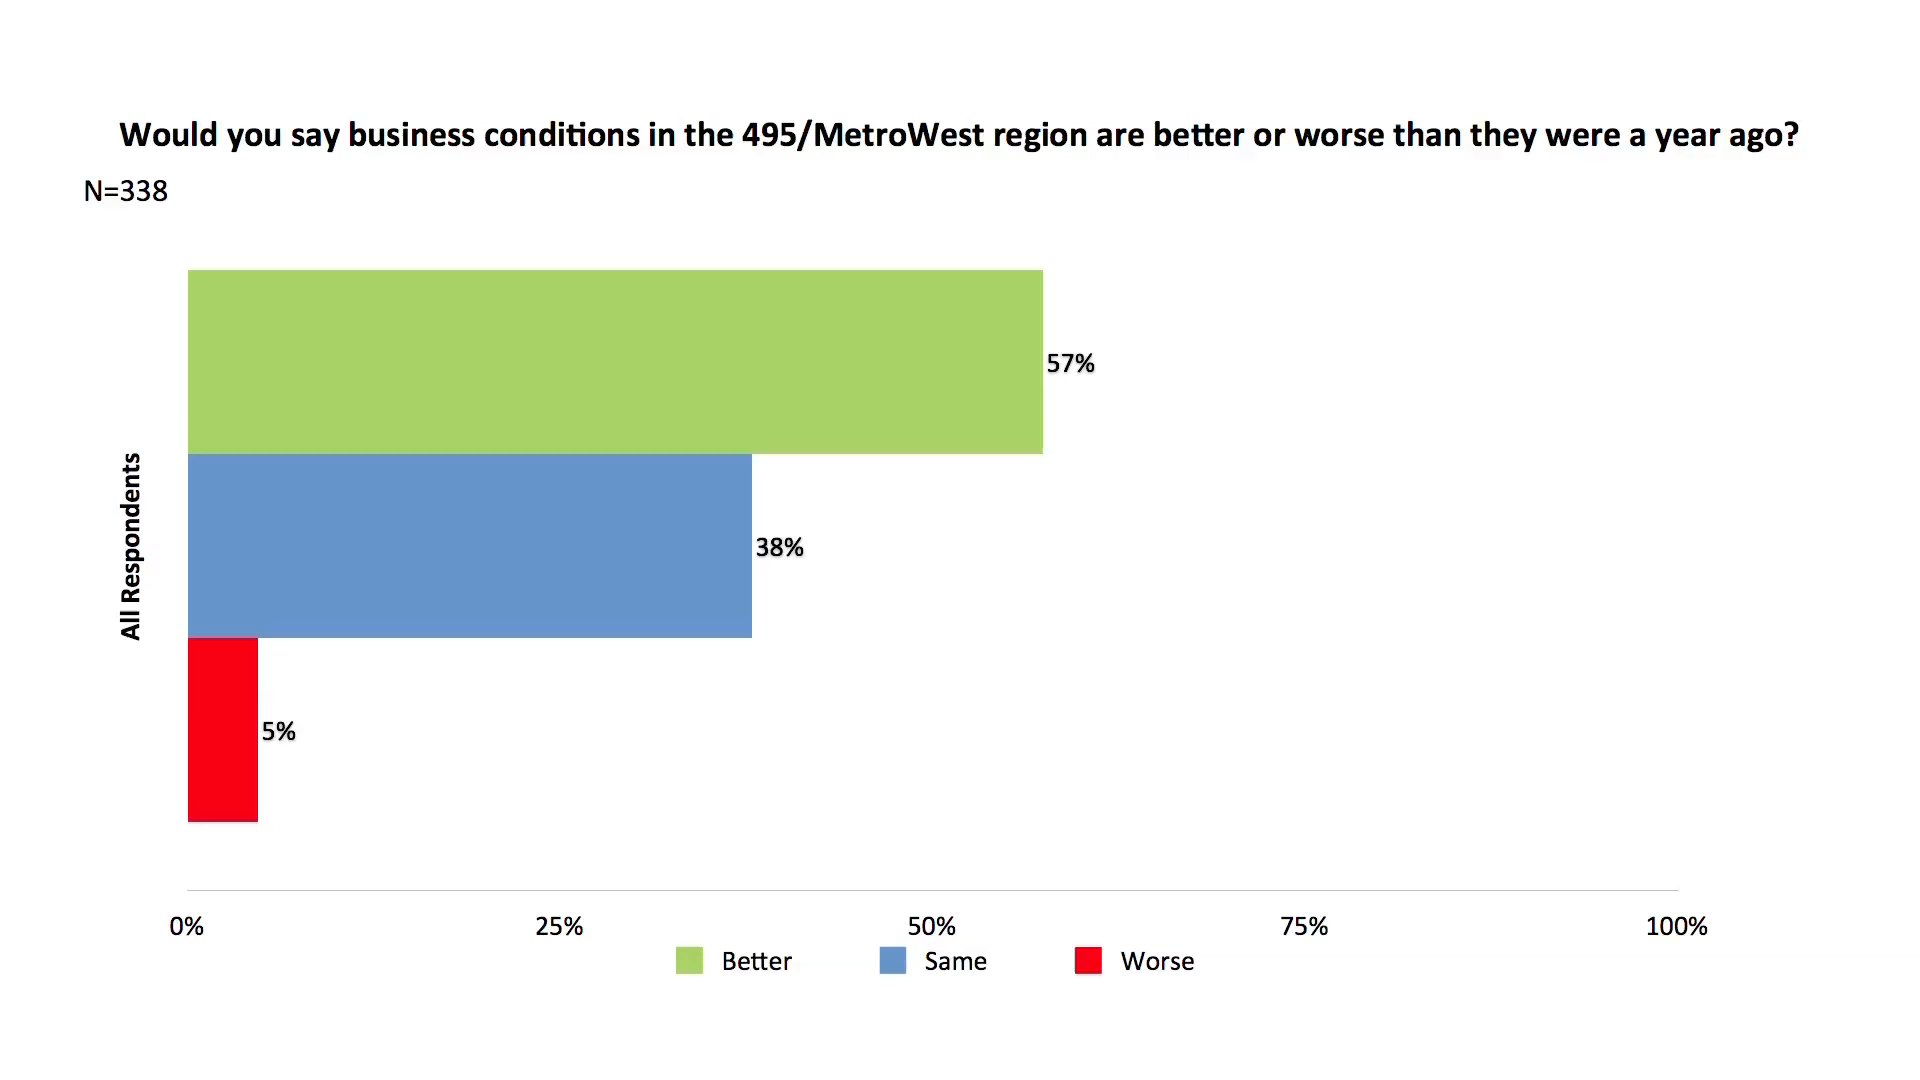 Would you say business conditions in the 495/MetroWest region are better or worse than they were a year ago?
N=338
57%
38%
5%
All Respondents
0% 25% 50% 75% 100%
Better Same Worse